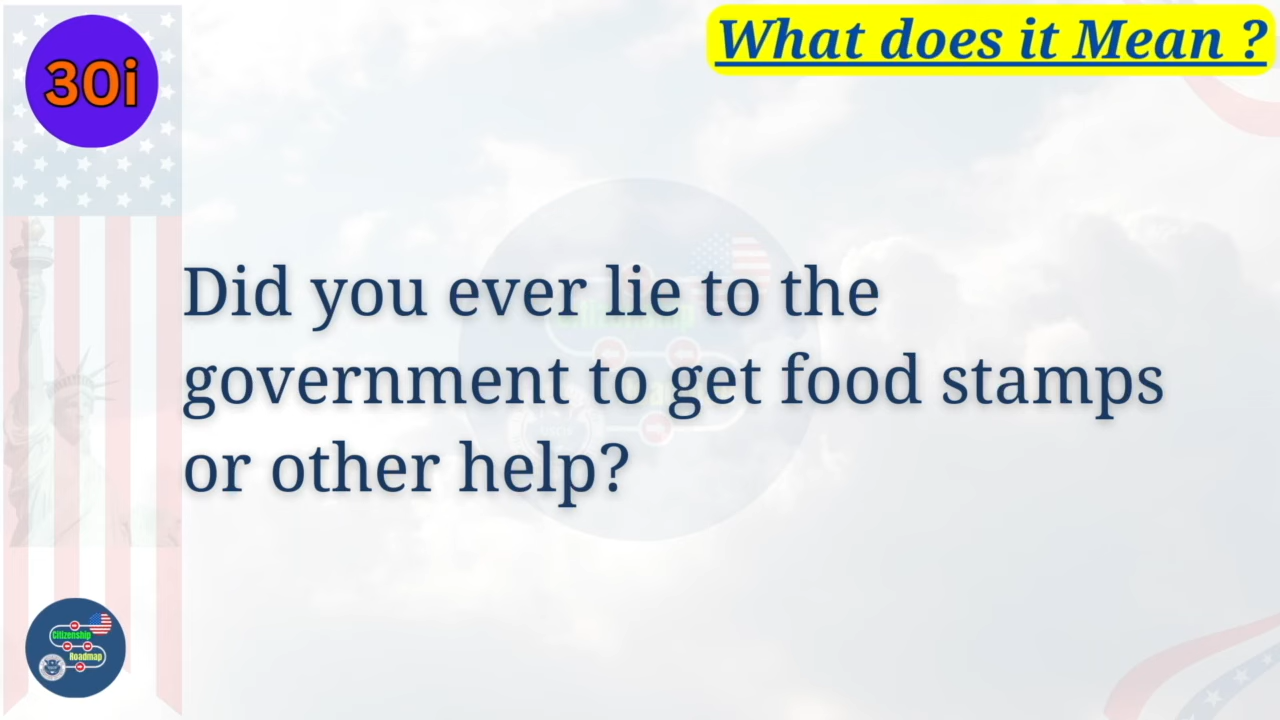 30i
What does it Mean ?
Did you ever lie to the
government to get food stamps
or other help?
Citizenship
Roadmap